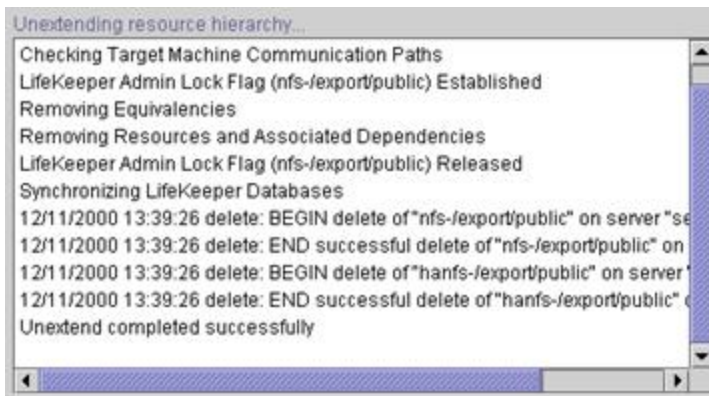 Unextending resource hierarchy...
Checking Target Machine Communication Paths
LifeKeeper Admin Lock Flag (nfs-/export/public) Established
Removing Equivalencies
Removing Resources and Associated Dependencies
LifeKeeper Admin Lock Flag (nfs-/export/public) Released
Synchronizing LifeKeeper Databases
12/11/2000 13:39:26 delete: BEGIN delete of "nfs-/export/public" on server "se
12/11/2000 13:39:26 delete: END successful delete of "nfs-/export/public" on
12/11/2000 13:39:26 delete: BEGIN delete of "hanfs-/export/public" on server "
12/11/2000 13:39:26 delete: END successful delete of "hanfs-/export/public"
Unextend completed successfully